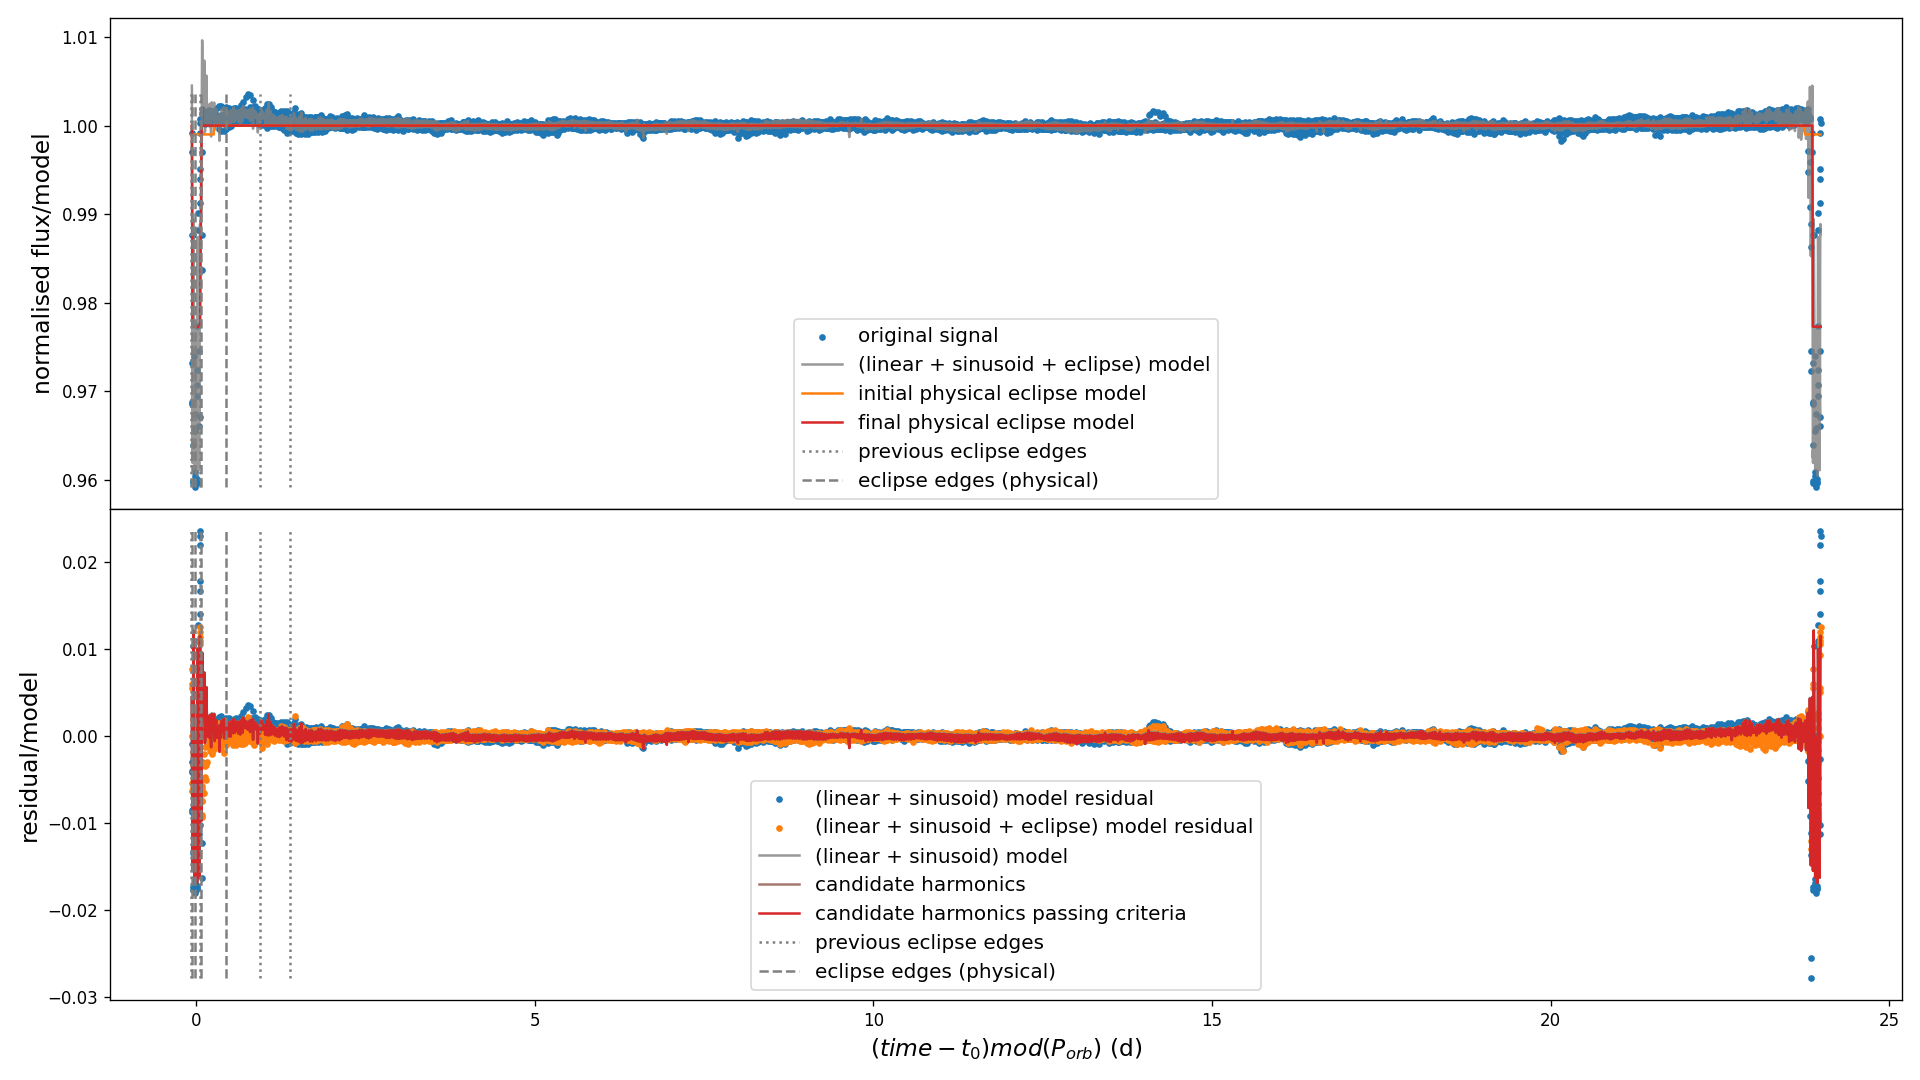 normalised flux/model
1.01
1.00
0.99
0.98
0.97
0.96
original signal
(linear + sinusoid + eclipse) model
initial physical eclipse model
final physical eclipse model
previous eclipse edges
eclipse edges (physical)
residual/model
0.02
0.01
0.00
−0.01
−0.02
−0.03
(linear + sinusoid) model residual
(linear + sinusoid + eclipse) model residual
(linear + sinusoid) model
candidate harmonics
candidate harmonics passing criteria
previous eclipse edges
eclipse edges (physical)
0 5 10 15 20 25
(time − t₀)mod(P_orb) (d)